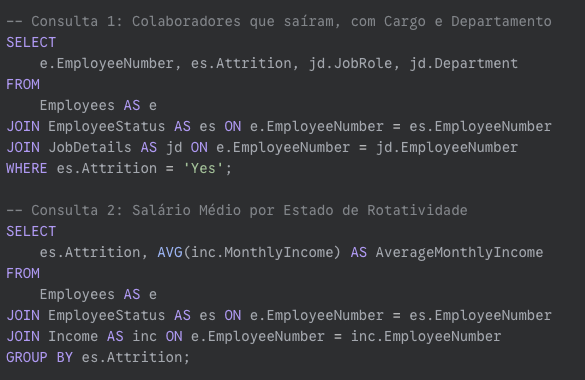 -- Consulta 1: Colaboradores que saíram, com Cargo e Departamento
SELECT
    e.EmployeeNumber, es.Attrition, jd.JobRole, jd.Department
FROM
    Employees AS e
JOIN EmployeeStatus AS es ON e.EmployeeNumber = es.EmployeeNumber
JOIN JobDetails AS jd ON e.EmployeeNumber = jd.EmployeeNumber
WHERE es.Attrition = 'Yes';

-- Consulta 2: Salário Médio por Estado de Rotatividade
SELECT
    es.Attrition, AVG(inc.MonthlyIncome) AS AverageMonthlyIncome
FROM
    Employees AS e
JOIN EmployeeStatus AS es ON e.EmployeeNumber = es.EmployeeNumber
JOIN Income AS inc ON e.EmployeeNumber = inc.EmployeeNumber
GROUP BY es.Attrition;